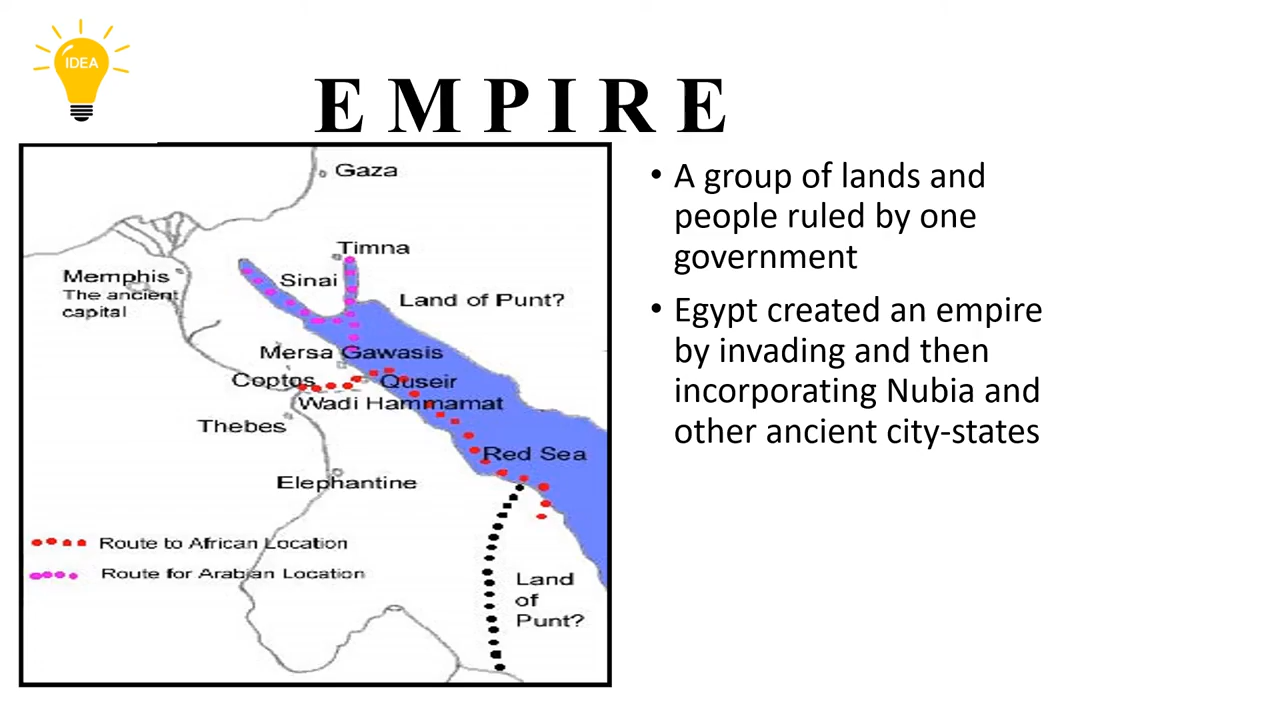 IDEA
EMPIRE
Gaza
Timna
Memphis
The ancient
capital
Sinai
Land of Punt?
Mersa Gawasis
Coptos
Quseir
Wadi Hammamat
Thebes
Red Sea
Elephantine
Route to African Location
Route for Arabian Location
Land
of
Punt?
• A group of lands and
people ruled by one
government
• Egypt created an empire
by invading and then
incorporating Nubia and
other ancient city-states